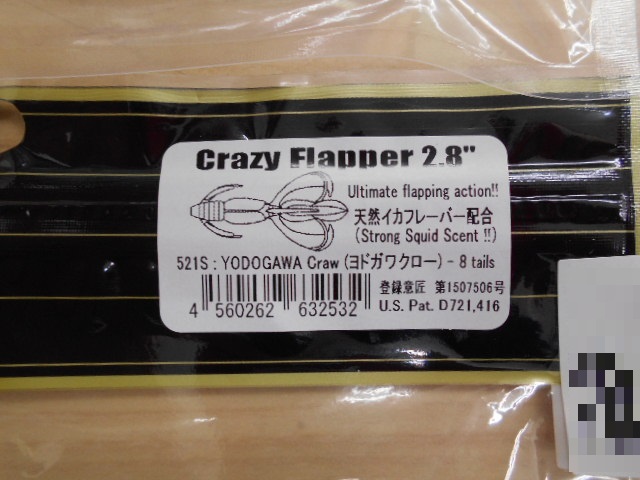 Crazy Flapper 2.8"
Ultimate flapping action!!
天然イカフレーバー配合
(Strong Squid Scent !!)
521S : YODOGAWA Craw (ヨドガワクロー) - 8 tails
登録意匠 第1507506号
U.S. Pat. D721,416
4 560262 632532